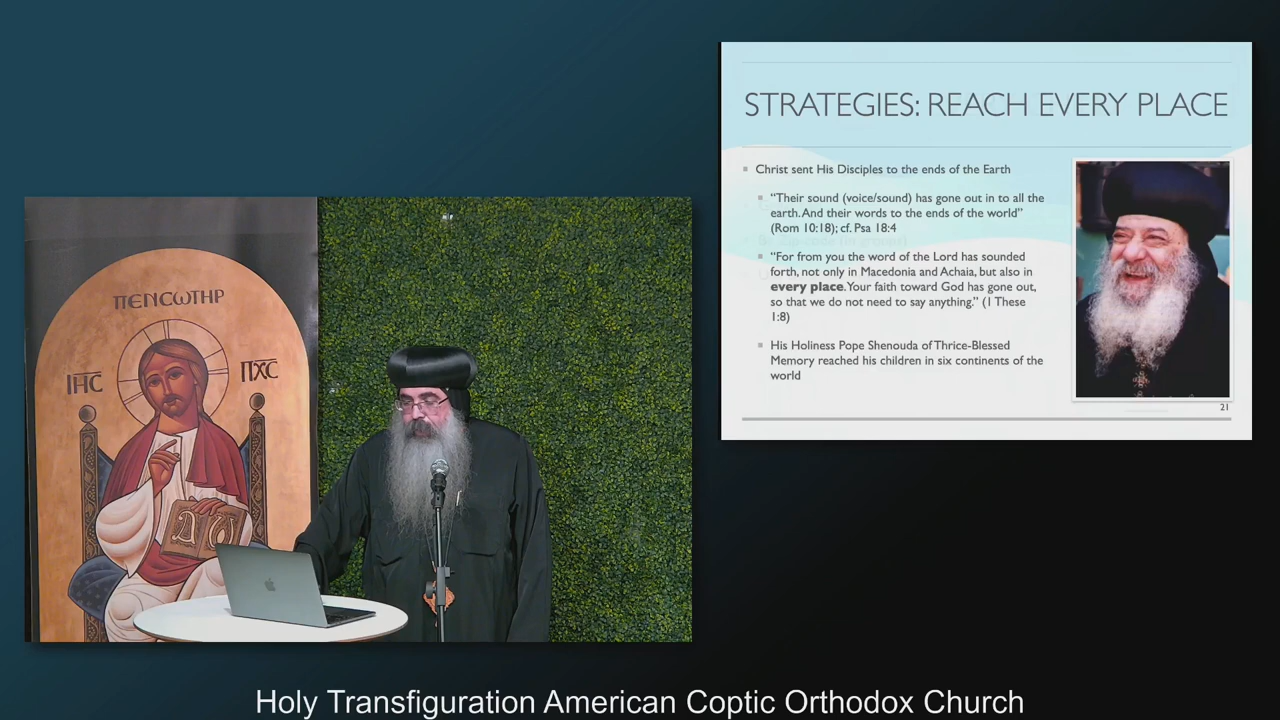 STRATEGIES: REACH EVERY PLACE
Christ sent His Disciples to the ends of the Earth
“Their sound (voice/sound) has gone out in to all the
earth. And their words to the ends of the world”
(Rom 10:18); cf. Psa 18:4
“For from you the word of the Lord has sounded
forth, not only in Macedonia and Achaia, but also in
every place. Your faith toward God has gone out,
so that we do not need to say anything.” (1 These
1:8)
His Holiness Pope Shenouda of Thrice-Blessed
Memory reached his children in six continents of the
world
21
ⲠⲈⲚⲤⲰⲦⲎⲢ
ⲒⲎⲤ
ⲠⲬⲤ
Ⲁ Ⲱ
Holy Transfiguration American Coptic Orthodox Church